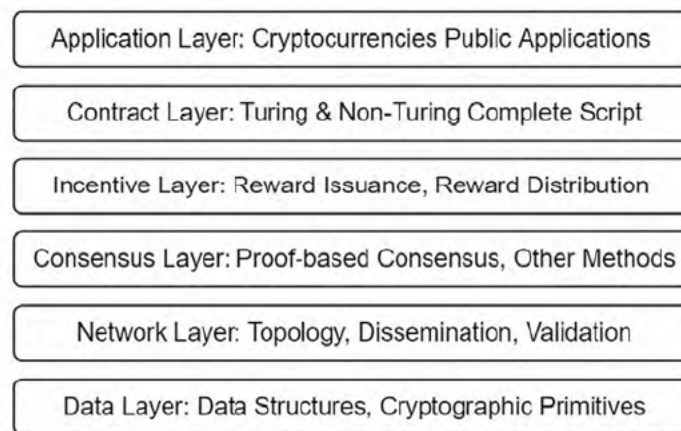 Application Layer: Cryptocurrencies Public Applications
Contract Layer: Turing & Non-Turing Complete Script
Incentive Layer: Reward Issuance, Reward Distribution
Consensus Layer: Proof-based Consensus, Other Methods
Network Layer: Topology, Dissemination, Validation
Data Layer: Data Structures, Cryptographic Primitives